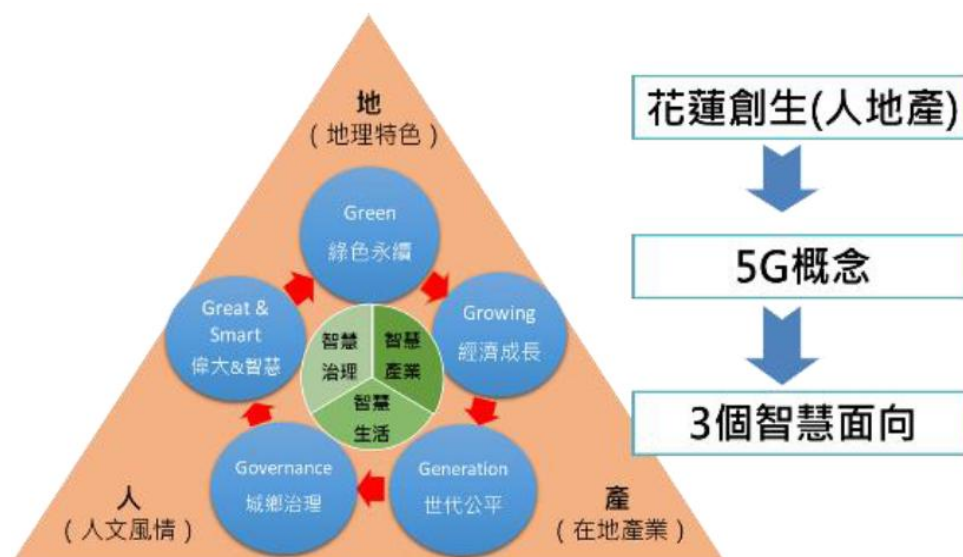 地
（地理特色）
Green
綠色永續
Growing
經濟成長
Generation
世代公平
Governance
城鄉治理
Great &
Smart
偉大&智慧
智慧
治理
智慧
產業
智慧
生活
人
（人文風情）
產
（在地產業）
花蓮創生(人地產)
5G概念
3個智慧面向